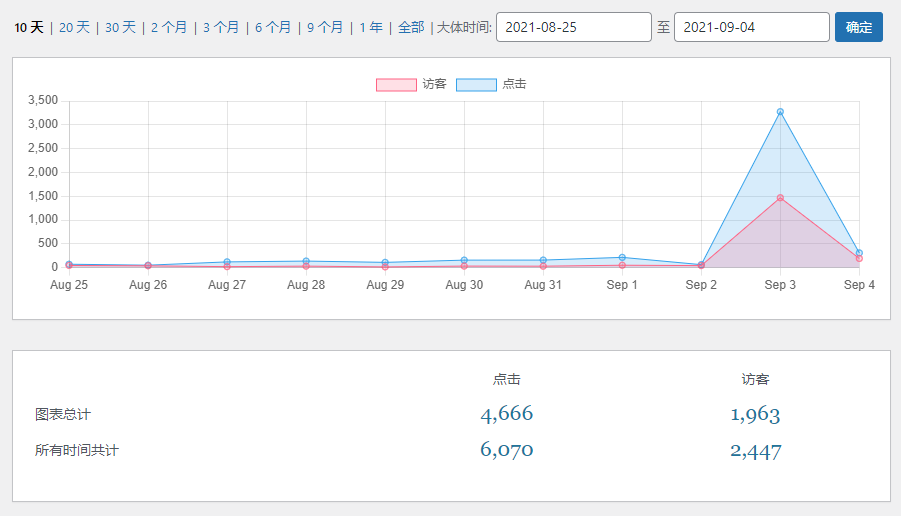 10 天 | 20 天 | 30 天 | 2 个月 | 3 个月 | 6 个月 | 9 个月 | 1 年 | 全部 | 大体时间: 2021-08-25 至 2021-09-04 确定
访客 点击
3,500
3,000
2,500
2,000
1,500
1,000
500
0
Aug 25 Aug 26 Aug 27 Aug 28 Aug 29 Aug 30 Aug 31 Sep 1 Sep 2 Sep 3 Sep 4
点击 访客
图表总计 4,666 1,963
所有时间共计 6,070 2,447